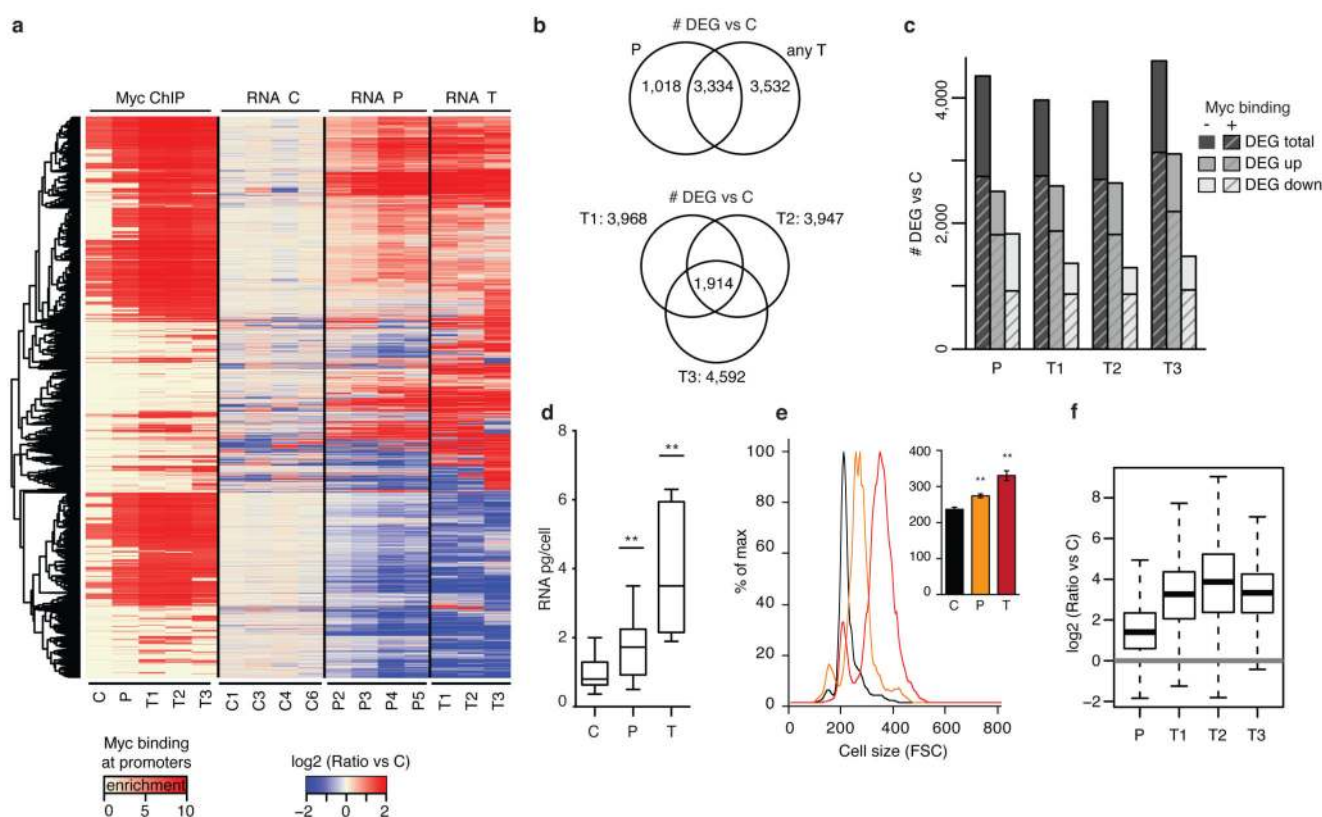 a
Myc ChIP RNA C RNA P RNA T
C P T1 T2 T3 C1 C3 C4 C6 P2 P3 P4 P5 T1 T2 T3
Myc binding
at promoters
enrichment
0 5 10
log2 (Ratio vs C)
−2 0 2
b
# DEG vs C
P any T
1,018 3,334 3,532
# DEG vs C
T1: 3,968 T2: 3,947
1,914
T3: 4,592
c
# DEG vs C
4,000
2,000
0
P T1 T2 T3
Myc binding
- +
DEG total
DEG up
DEG down
d
RNA pg/cell
8
6
4
2
0
**
**
C P T
e
% of max
100
80
60
40
20
0
0 200 400 600 800
Cell size (FSC)
400
300
200
100
0
** **
C P T
f
log2 (Ratio vs C)
8
6
4
2
0
−2
P T1 T2 T3